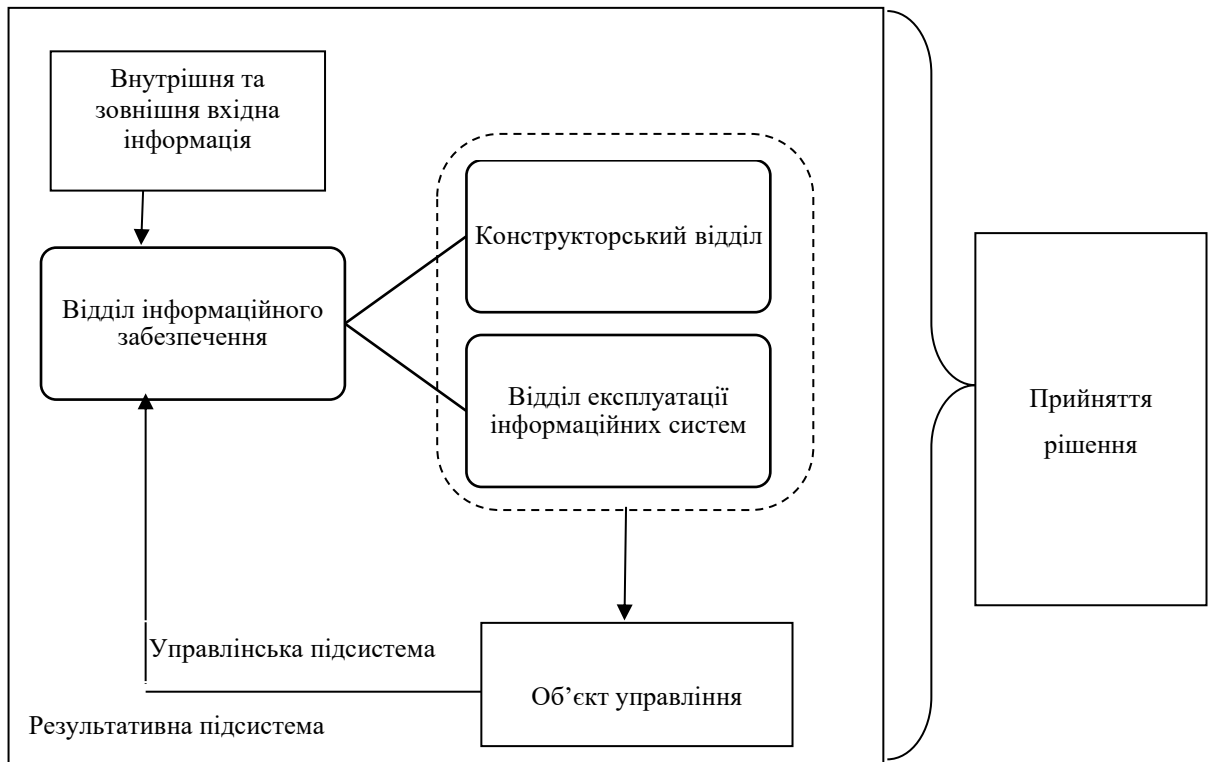 Внутрішня та
зовнішня вхідна
інформація
Конструкторський відділ
Відділ інформаційного
забезпечення
Відділ експлуатації
інформаційних систем
Прийняття
рішення
Управлінська підсистема
Об’єкт управління
Результативна підсистема